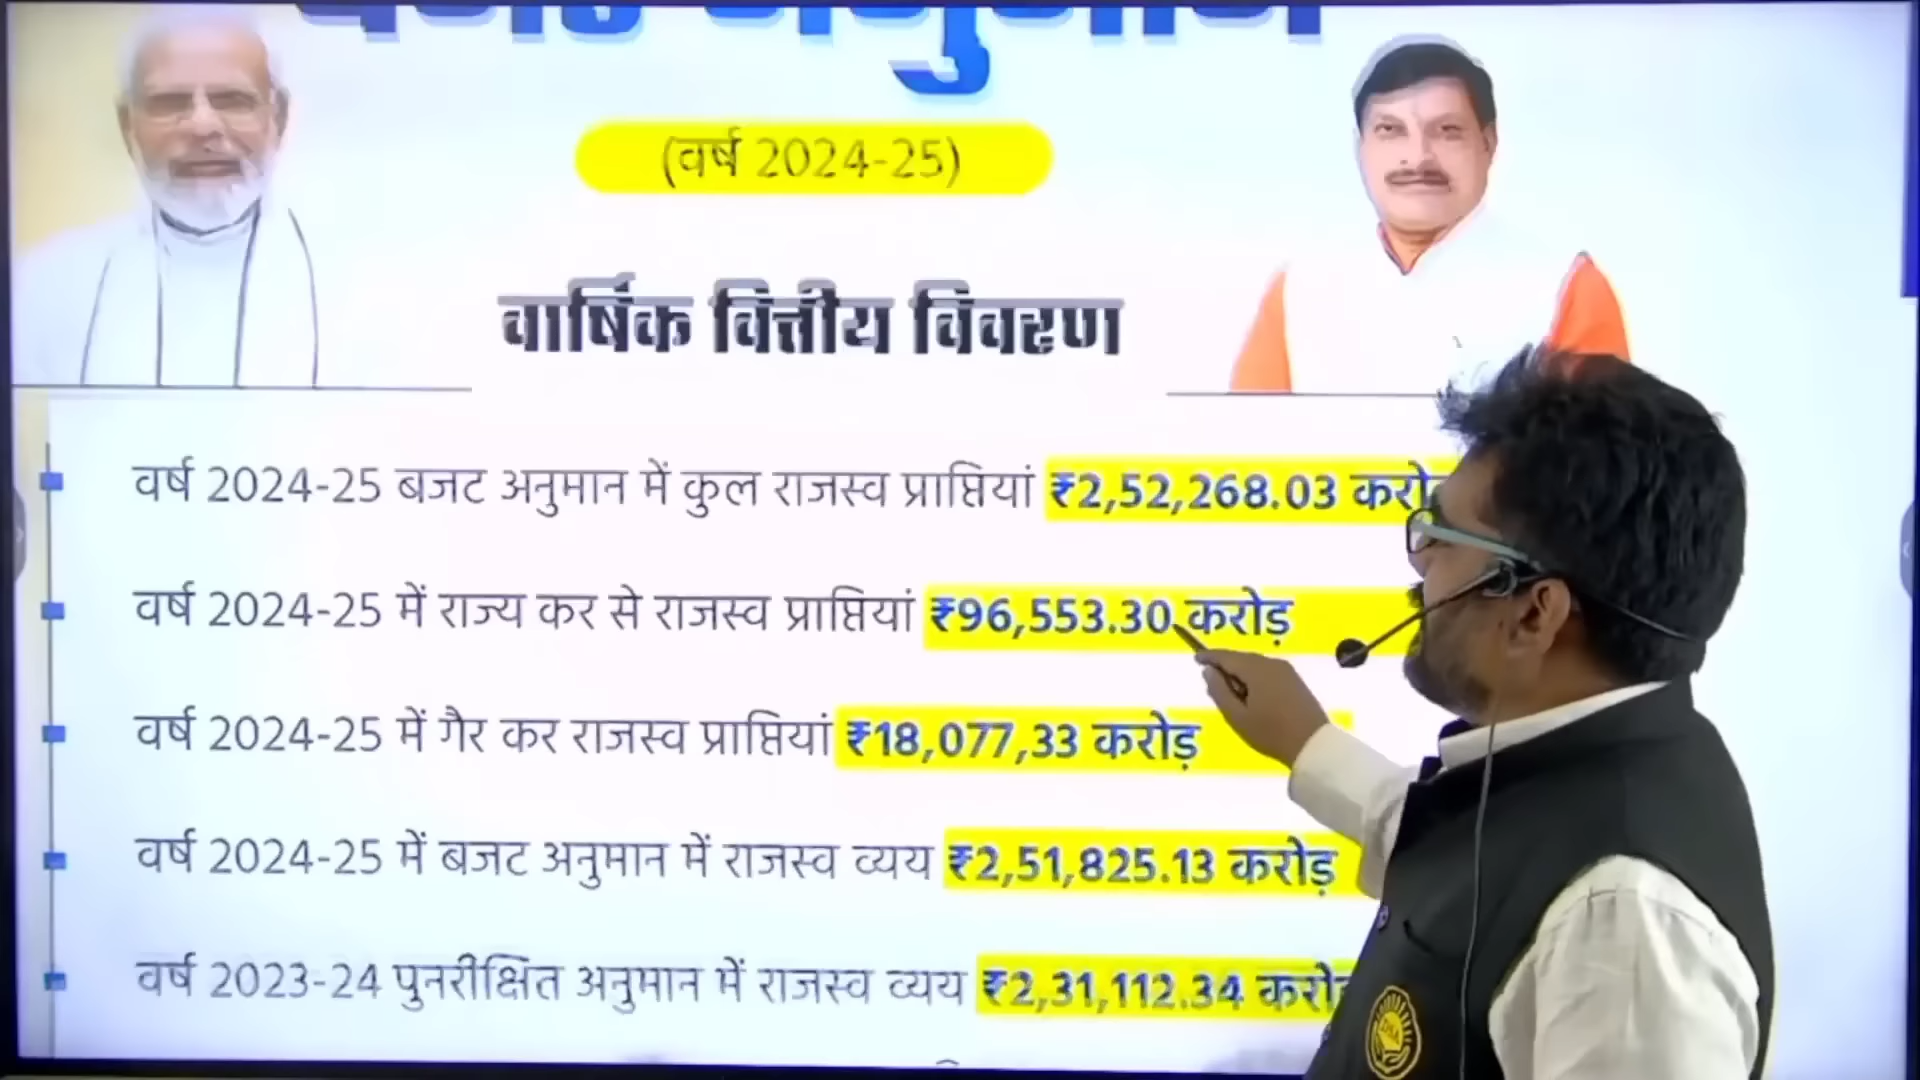 (वर्ष 2024-25)
वार्षिक वित्तीय विवरण
वर्ष 2024-25 बजट अनुमान में कुल राजस्व प्राप्तियां ₹2,52,268.03
वर्ष 2024-25 में राज्य कर से राजस्व प्राप्तियां ₹96,553.30 करोड़
वर्ष 2024-25 में गैर कर राजस्व प्राप्तियां ₹18,077,33 करोड़
वर्ष 2024-25 में बजट अनुमान में राजस्व व्यय ₹2,51,825.13 करोड़
वर्ष 2023-24 पुनरीक्षित अनुमान में राजस्व व्यय ₹2,31,112.34